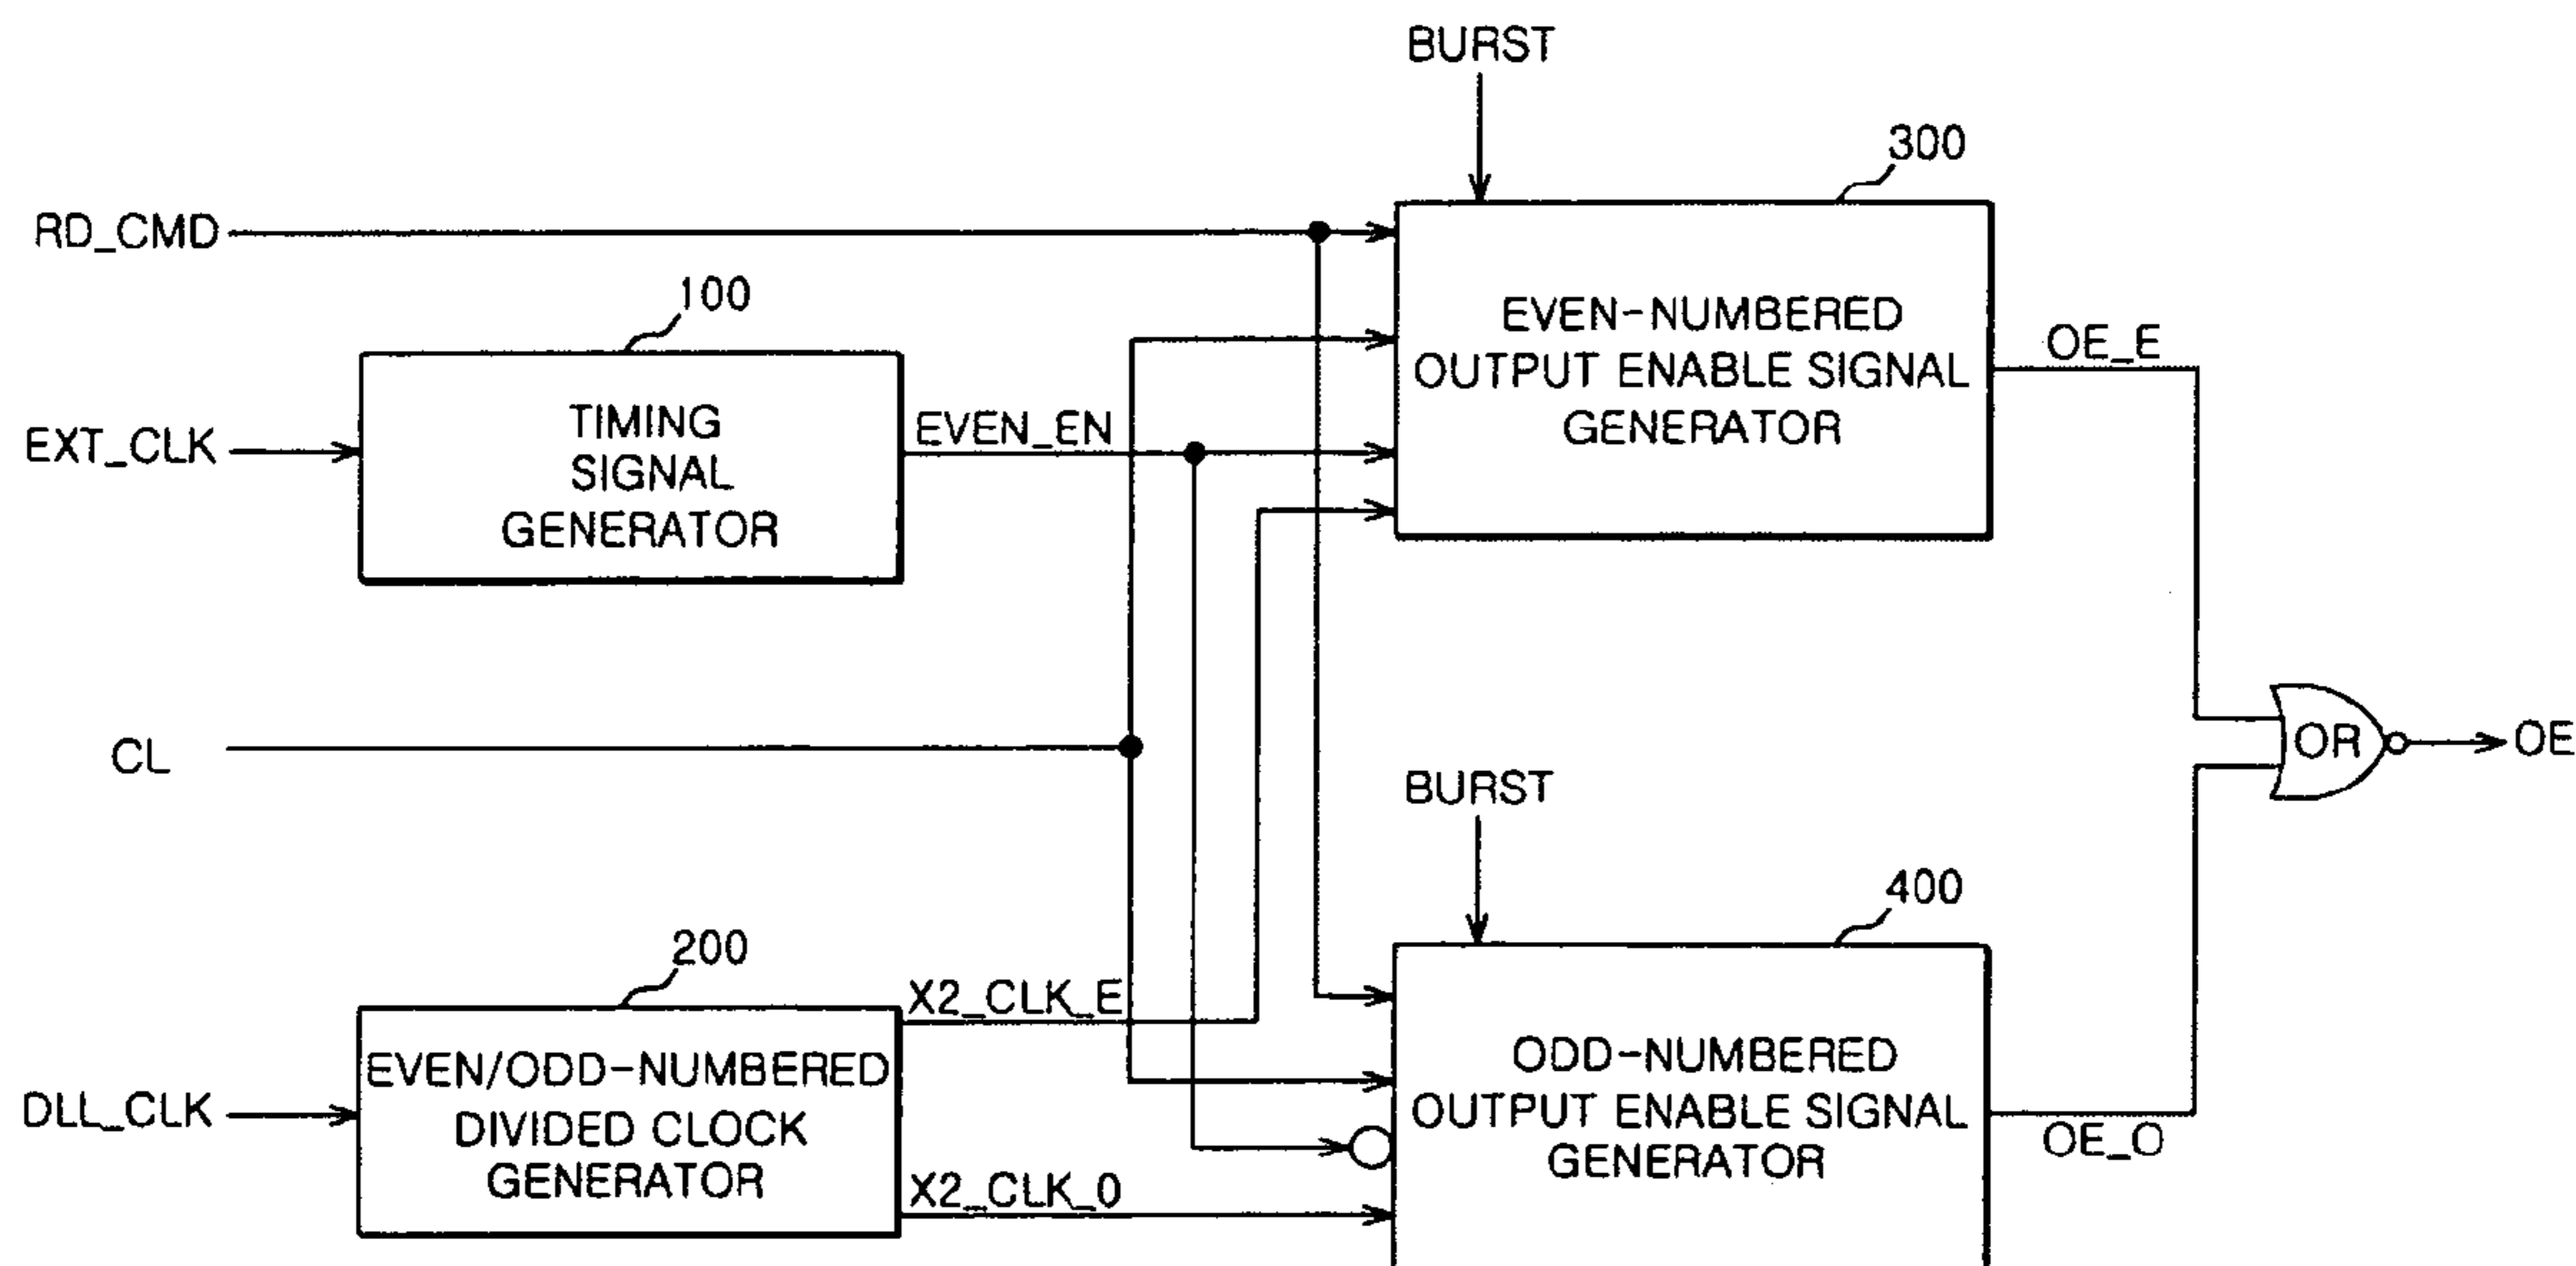 BURST
300
RD_CMD
100
EVEN-NUMBERED
OUTPUT ENABLE SIGNAL
GENERATOR
OE_E
TIMING
SIGNAL
GENERATOR
EXT_CLK
EVEN_EN
CL
OR
OE
BURST
400
200
X2_CLK_E
EVEN/ODD-NUMBERED
DIVIDED CLOCK
GENERATOR
DLL_CLK
X2_CLK_0
ODD-NUMBERED
OUTPUT ENABLE SIGNAL
GENERATOR
OE_O